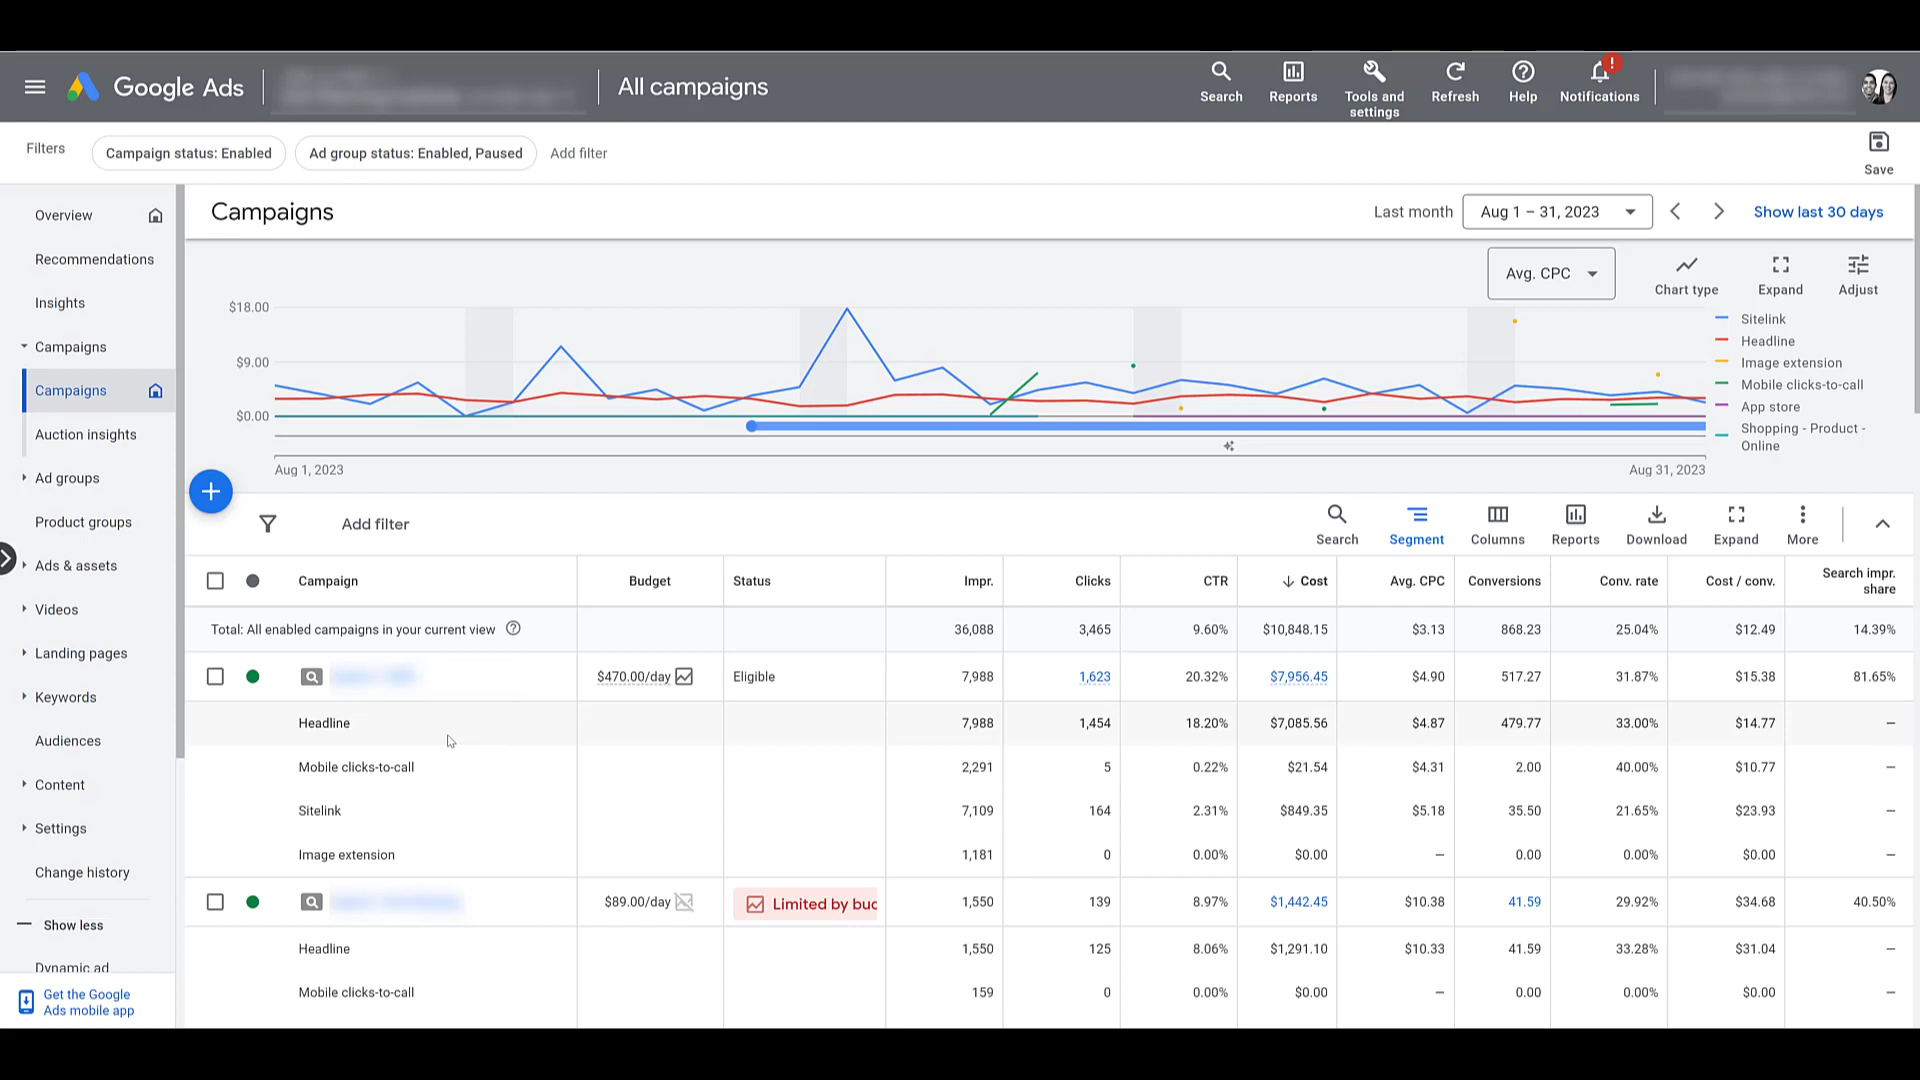 Google Ads
All campaigns
Search
Reports
Tools and
settings
Refresh
Help
!
Notifications
Filters
Campaign status: Enabled
Ad group status: Enabled, Paused
Add filter
Save
Overview
Recommendations
Insights
Campaigns
Campaigns
Auction insights
Ad groups
Product groups
Ads & assets
Videos
Landing pages
Keywords
Audiences
Content
Settings
Change history
Show less
Dynamic ad
Get the Google
Ads mobile app
Campaigns
Last month
Aug 1 – 31, 2023
Show last 30 days
Avg. CPC
Chart type
Expand
Adjust
$18.00
$9.00
$0.00
Aug 1, 2023
Aug 31, 2023
Sitelink
Headline
Image extension
Mobile clicks-to-call
App store
Shopping - Product -
Online
Add filter
Search
Segment
Columns
Reports
Download
Expand
More
Campaign Budget Status Impr. Clicks CTR Cost Avg. CPC Conversions Conv. rate Cost / conv. Search impr. share
Total: All enabled campaigns in your current view 36,088 3,465 9.60% $10,848.15 $3.13 868.23 25.04% $12.49 14.39%
$470.00/day Eligible 7,988 1,623 20.32% $7,956.45 $4.90 517.27 31.87% $15.38 81.65%
Headline 7,988 1,454 18.20% $7,085.56 $4.87 479.77 33.00% $14.77 –
Mobile clicks-to-call 2,291 5 0.22% $21.54 $4.31 2.00 40.00% $10.77 –
Sitelink 7,109 164 2.31% $849.35 $5.18 35.50 21.65% $23.93 –
Image extension 1,181 0 0.00% $0.00 – 0.00 0.00% $0.00 –
$89.00/day Limited by buc 1,550 139 8.97% $1,442.45 $10.38 41.59 29.92% $34.68 40.50%
Headline 1,550 125 8.06% $1,291.10 $10.33 41.59 33.28% $31.04 –
Mobile clicks-to-call 159 0 0.00% $0.00 – 0.00 0.00% $0.00 –